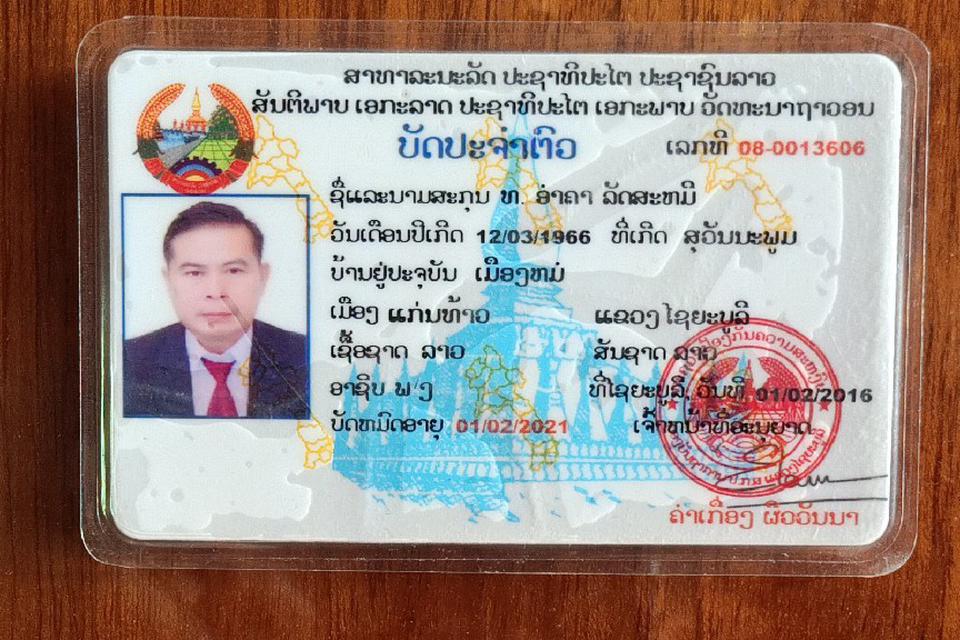 ສາທາລະນະລັດ ປະຊາທິປະໄຕ ປະຊາຊົນລາວ
ສັນຕິພາບ ເອກະລາດ ປະຊາທິປະໄຕ ເອກະພາບ ວັດທະນາຖາວອນ
ບັດປະຈຳຕົວ ເລກທີ 08-0013606
ຊື່ແລະນາມສະກຸນ ທ. ອຳຄາ ລັດສະຫມີ
ວັນເດືອນປີເກີດ 12/03/1966 ທີ່ເກີດ ສຸວັນນະພູມ
ບ້ານຢູ່ປະຈຸບັນ ເມືອງຫມໍ່
ເມືອງ ແກ່ນທ້າວ ແຂວງ ໄຊຍະບູລີ
ເຊື້ອຊາດ ລາວ ສັນຊາດ ລາວ
ອາຊີບ ພ/ງ ທີ່ໄຊຍະບູລີ, ວັນທີ 01/02/2016
ບັດຫມົດອາຍຸ 01/02/2021 ເຈົ້າຫນ້າທີ່ອະນຸຍາດ
ຄຳເກື່ອງ ຜິວວັນນາ